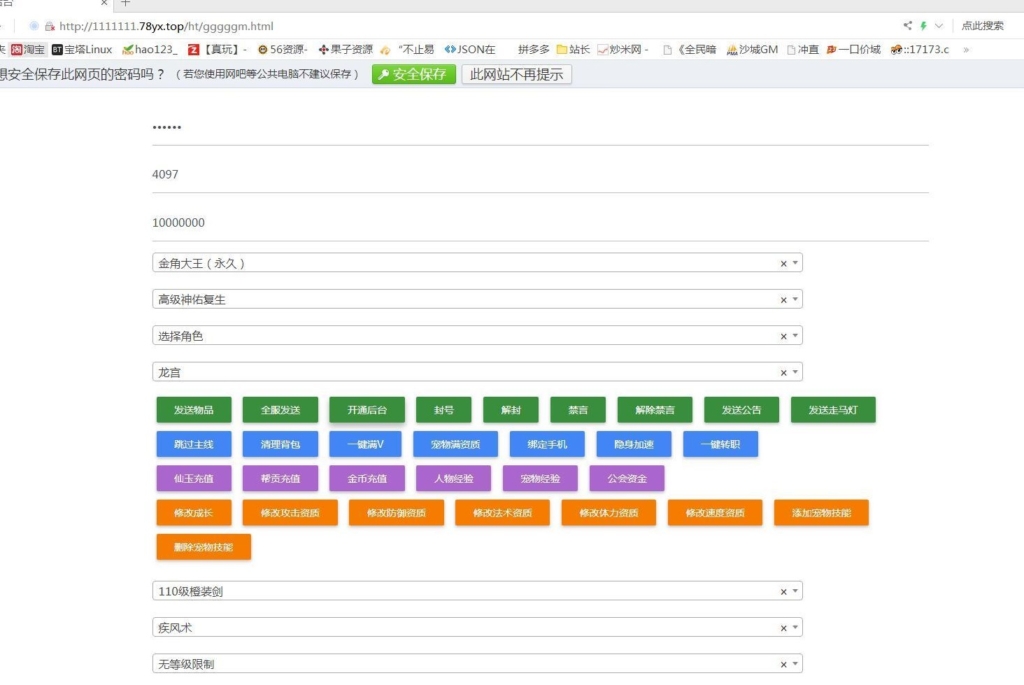 后台
http://1111111.78yx.top/ht/gggggm.html 点此搜索
淘宝 宝塔Linux hao123_ 【真玩】- 56资源- 果子资源 “不止易 JSON在 拼多多 站长 炒米网 - 《全民暗 沙城GM 冲直 一口价域 ::17173.c »
想安全保存此网页的密码吗？（若您使用网吧等公共电脑不建议保存） 安全保存 此网站不再提示
••••••
4097
10000000
金角大王（永久）
高级神佑复生
选择角色
龙宫
发送物品 全服发送 开通后台 封号 解封 禁言 解除禁言 发送公告 发送走马灯
跳过主线 清理背包 一键满V 宠物满资质 绑定手机 隐身加速 一键转职
仙玉充值 帮贡充值 金币充值 人物经验 宠物经验 公会资金
修改成长 修改攻击资质 修改防御资质 修改法术资质 修改体力资质 修改速度资质 添加宠物技能
删除宠物技能
110级橙装剑
疾风术
无等级限制